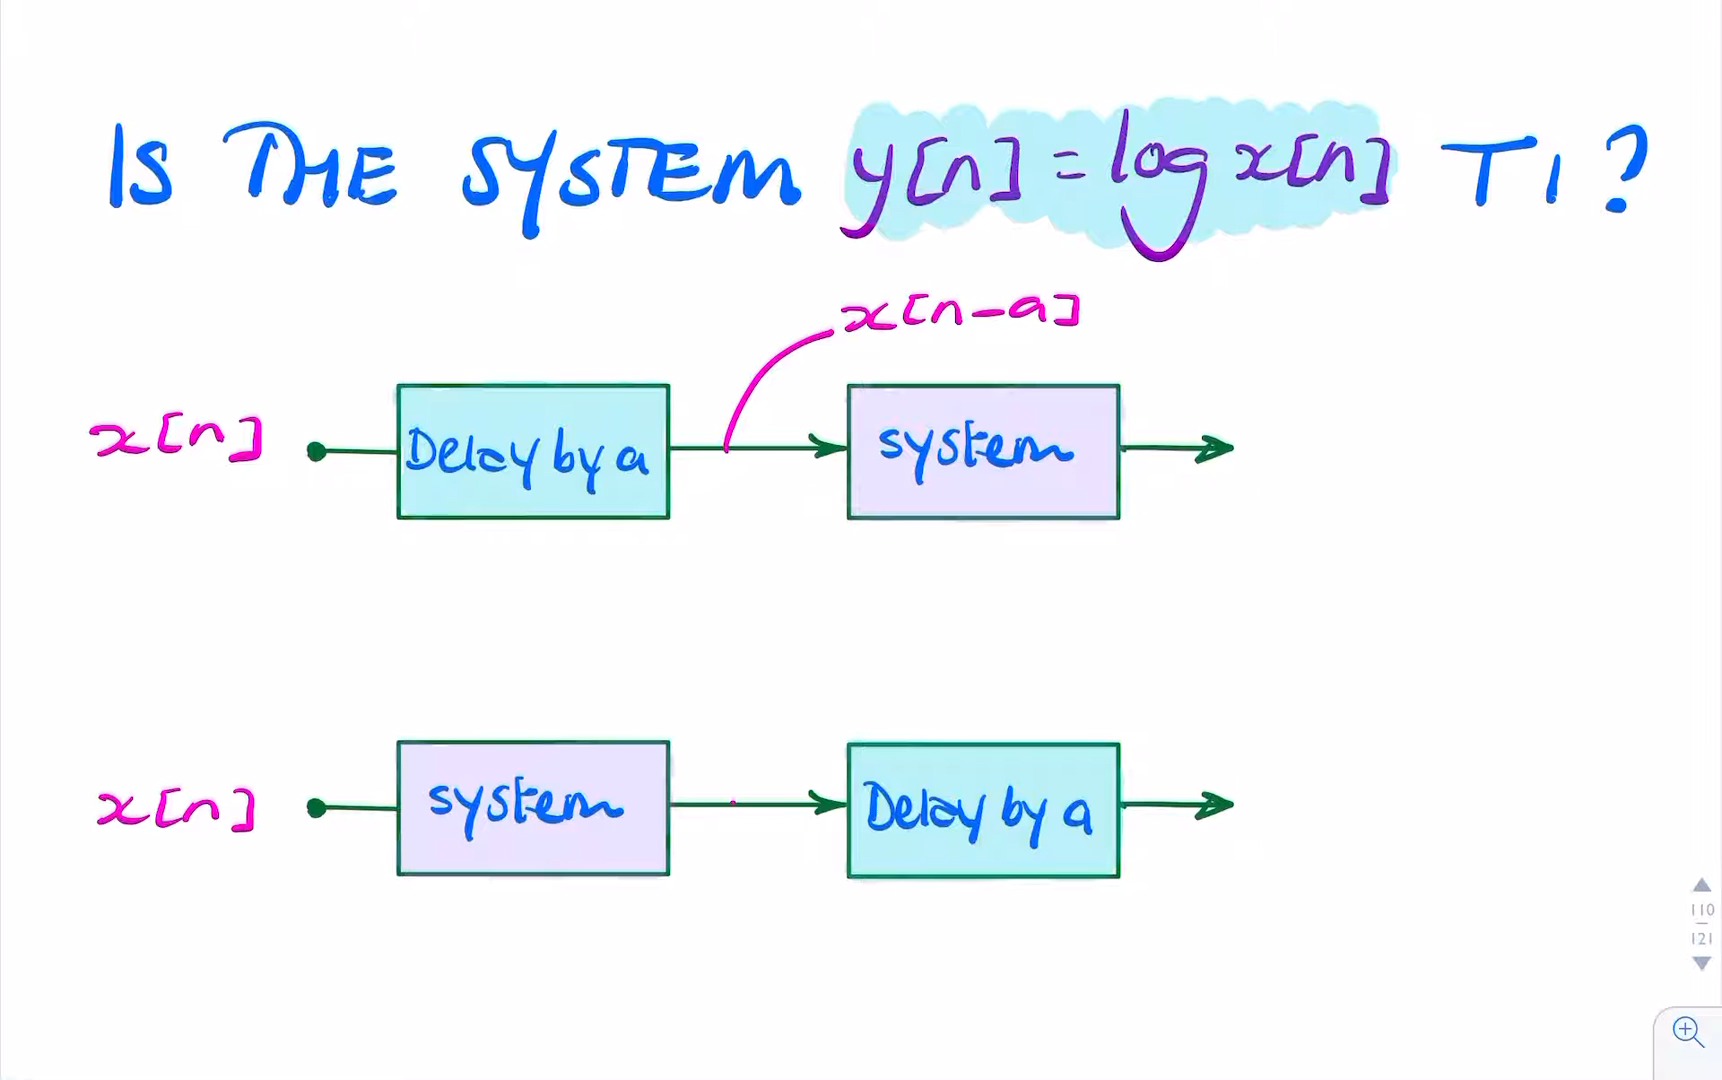 IS THE SYSTEM y[n] = log x[n] TI ?
x[n-a]
x[n] Delay by a system
x[n] system Delay by a
110
121